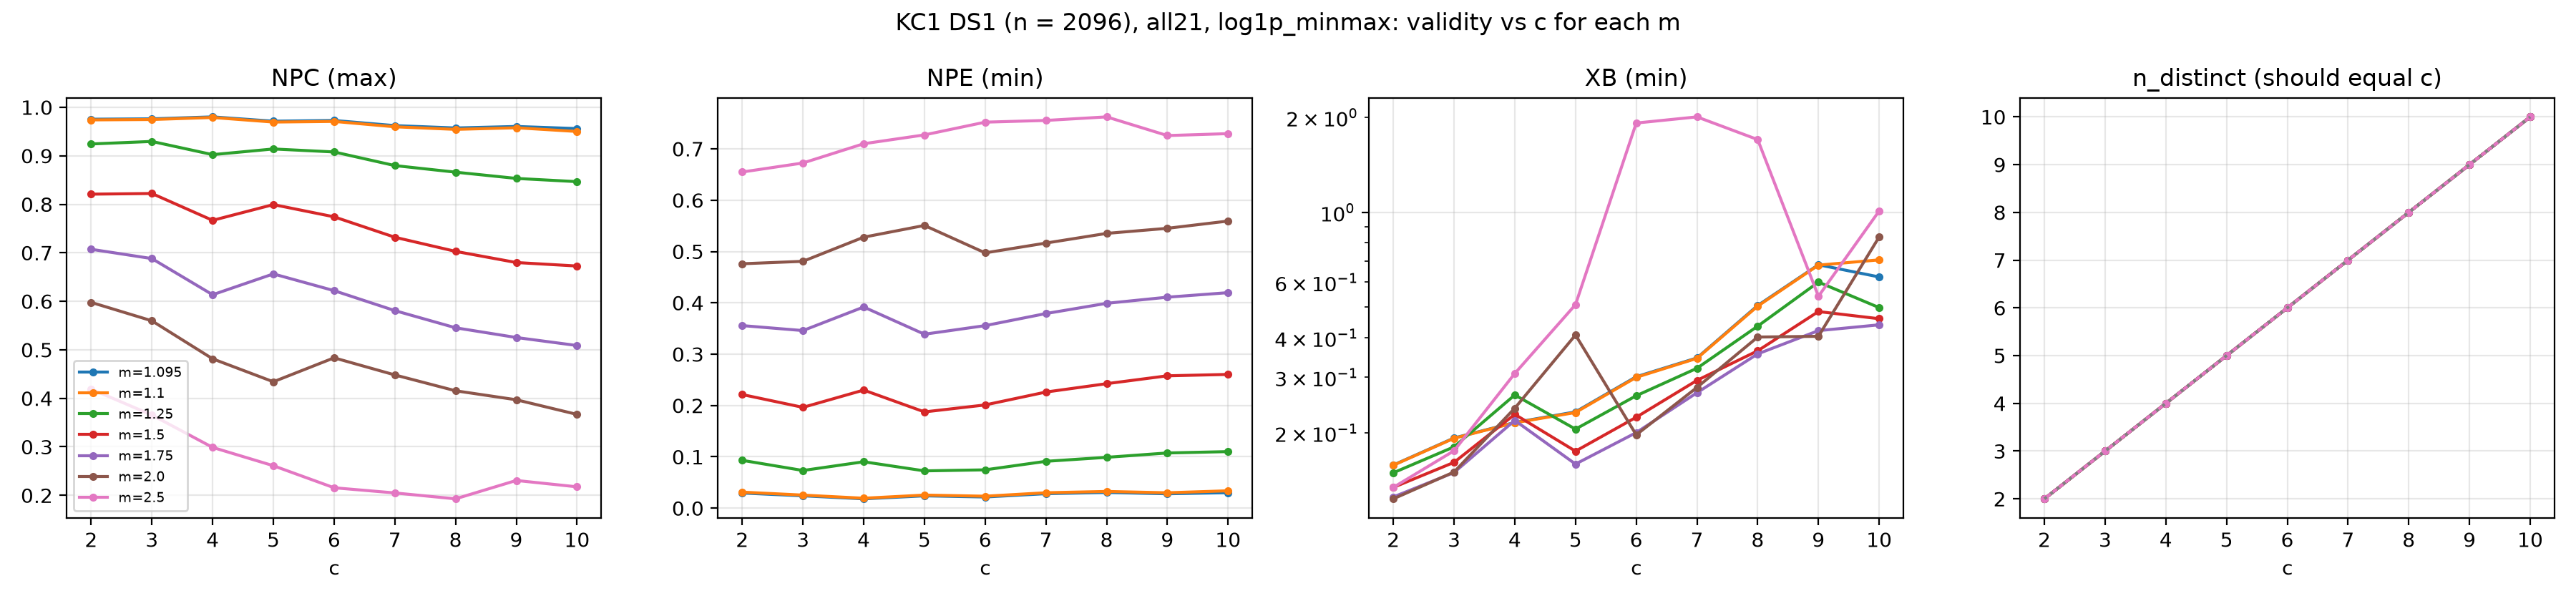 KC1 DS1 (n = 2096), all21, log1p_minmax: validity vs c for each m
NPC (max)
1.0
0.9
0.8
0.7
0.6
0.5
0.4
0.3
0.2
m=1.095
m=1.1
m=1.25
m=1.5
m=1.75
m=2.0
m=2.5
2 3 4 5 6 7 8 9 10
c
NPE (min)
0.7
0.6
0.5
0.4
0.3
0.2
0.1
0.0
2 3 4 5 6 7 8 9 10
c
XB (min)
2 × 10⁰
10⁰
6 × 10⁻¹
4 × 10⁻¹
3 × 10⁻¹
2 × 10⁻¹
2 3 4 5 6 7 8 9 10
c
n_distinct (should equal c)
10
9
8
7
6
5
4
3
2
2 3 4 5 6 7 8 9 10
c